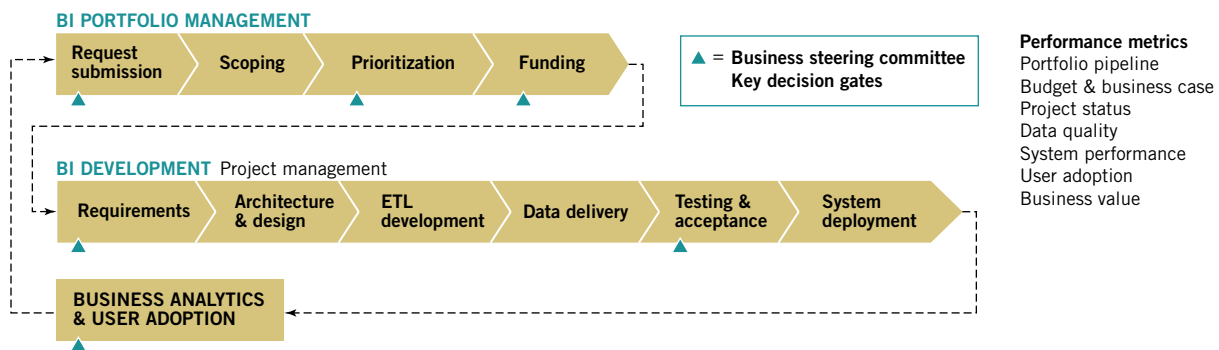 BI PORTFOLIO MANAGEMENT
Request
submission
Scoping
Prioritization
Funding
▲ = Business steering committee
Key decision gates
Performance metrics
Portfolio pipeline
Budget & business case
Project status
Data quality
System performance
User adoption
Business value
BI DEVELOPMENT Project management
Requirements
Architecture
& design
ETL
development
Data delivery
Testing &
acceptance
System
deployment
BUSINESS ANALYTICS
& USER ADOPTION